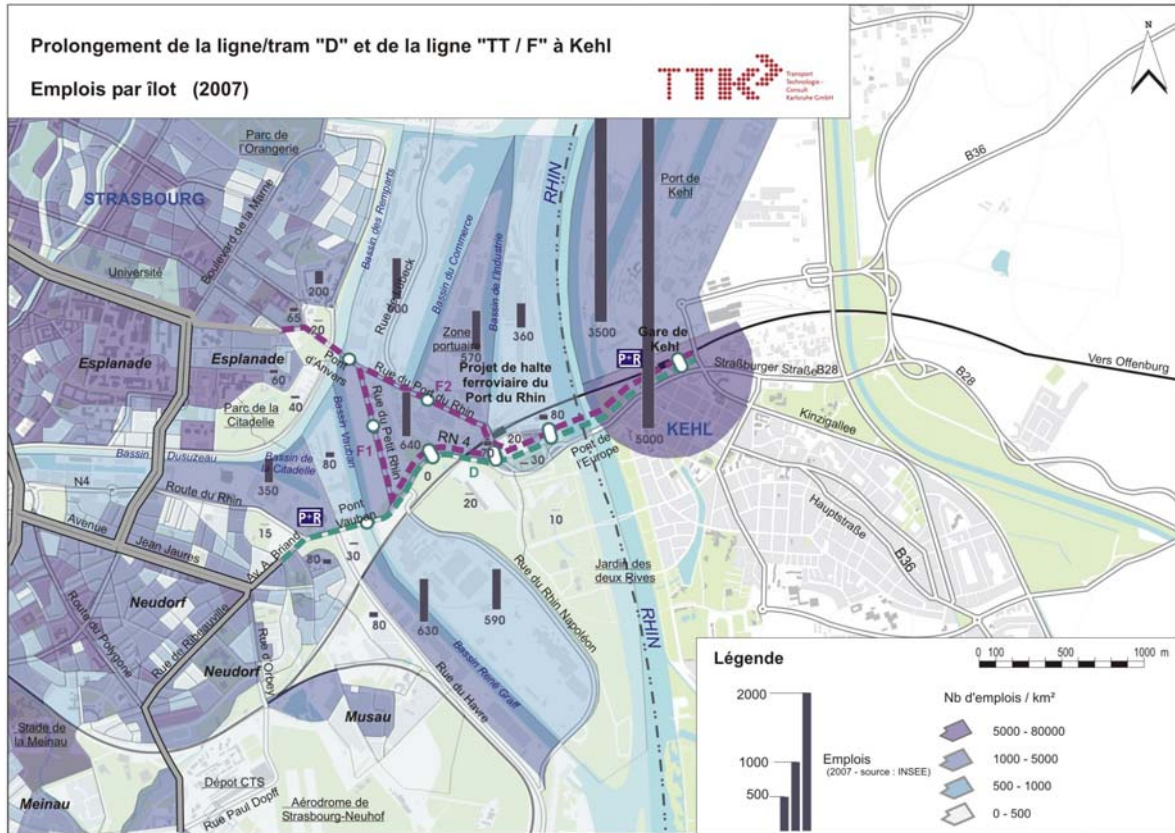 Prolongement de la ligne/tram "D" et de la ligne "TT / F" à Kehl
Emplois par îlot (2007)
TTK
Transport
Technologie -
Consult
Karlsruhe GmbH
N
Parc de
l'Orangerie
STRASBOURG
Boulevard de la Marne
Université
Bassin des Remparts
Rue de Lübeck
Bassin du Commerce
Bassin de l'Industrie
RHIN
Port de
Kehl
B36
200
65
20
360
3500
Zone
portuaire
570
Gare de
Kehl
P+R
Esplanade
Esplanade
60
Pont
d'Anvers
Rue du Port du Rhin
F2
Projet de halte
ferroviaire du
Port du Rhin
Straßburger Straße
B28
B28
Vers Offenburg
Parc de la
Citadelle
40
Bassin Vauban
F1
Rue du Petit Rhin
640
RN 4
20
80
30
Pont de
l'Europe
5000
KEHL
Kinzigallee
Bassin Dusuzeau
Bassin de
la Citadelle
80
0
D
20
N4
Route du Rhin
350
P+R
Pont
Vauban
10
Hauptstraße
B36
Avenue
Jean Jaures
15
Av. A. Briand
80
30
Neudorf
Route du Polygone
Rue de Ribeauville
Neudorf
Rue d'Orbey
80
630
590
Rue du Rhin Napoléon
Jardin des
deux Rives
RHIN
Bassin René Graff
Rue du Havre
Musau
Stade de
la Meinau
Meinau
Dépôt CTS
Rue Paul Dopff
Aérodrome de
Strasbourg-Neuhof
Légende
0 100 500 1000 m
2000
1000
500
Emplois
(2007 - source : INSEE)
Nb d'emplois / km²
5000 - 80000
1000 - 5000
500 - 1000
0 - 500